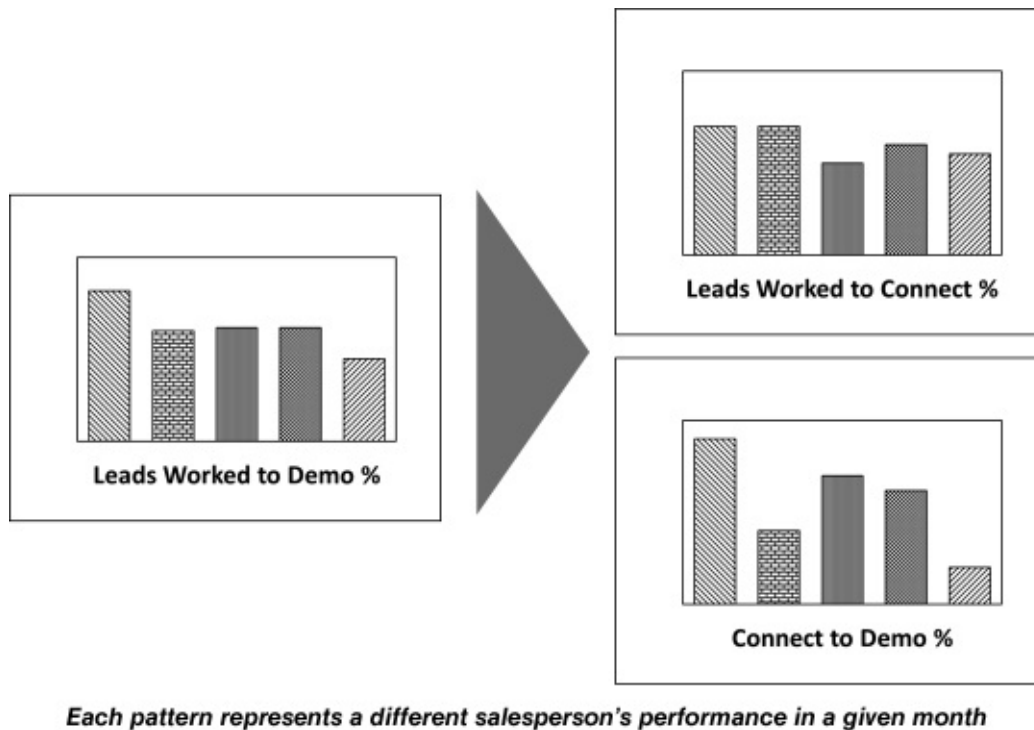 Leads Worked to Connect %
Leads Worked to Demo %
Connect to Demo %
Each pattern represents a different salesperson's performance in a given month